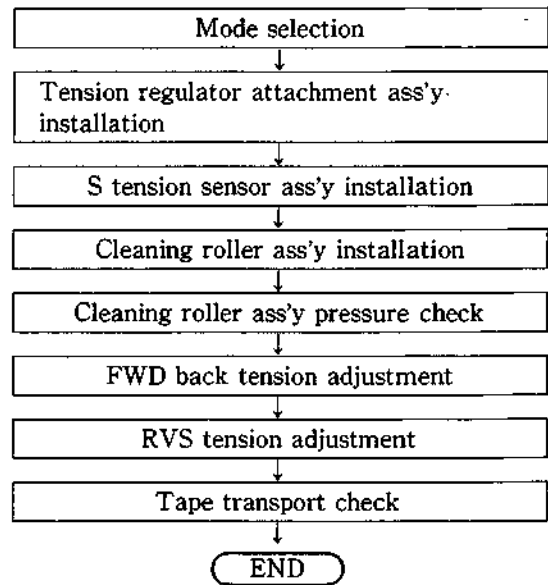 Mode selection
Tension regulator attachment ass'y
installation
S tension sensor ass'y installation
Cleaning roller ass'y installation
Cleaning roller ass'y pressure check
FWD back tension adjustment
RVS tension adjustment
Tape transport check
END